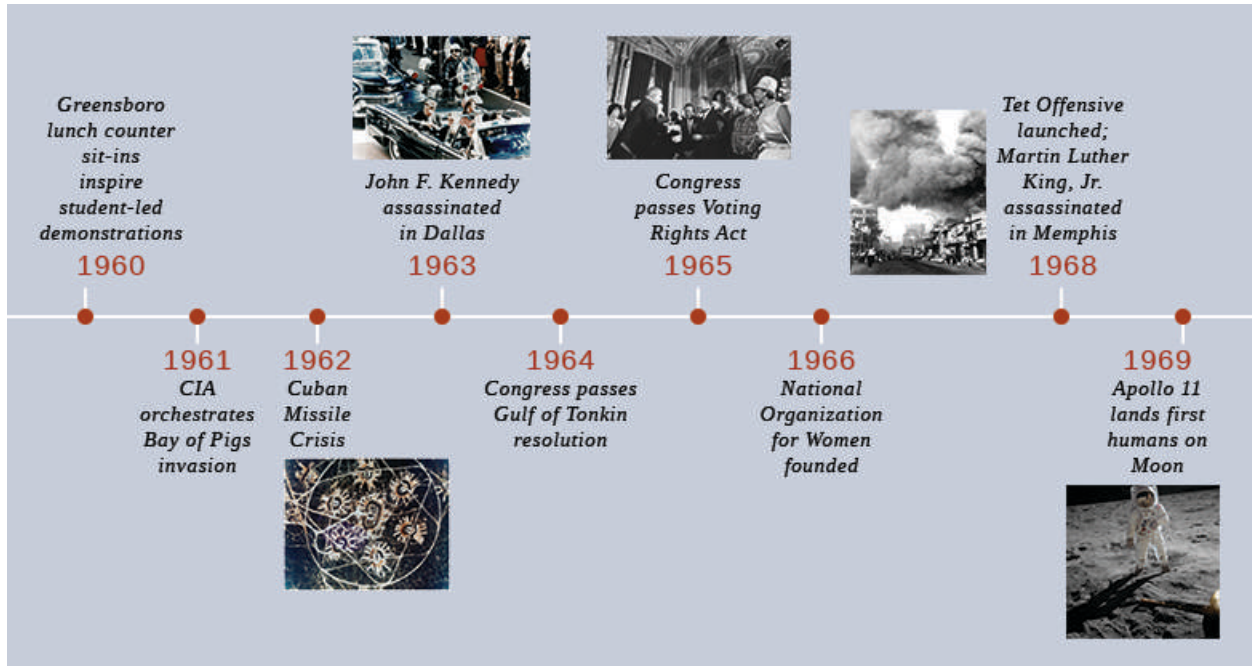 Greensboro
lunch counter
sit-ins
inspire
student-led
demonstrations
1960
1961
CIA
orchestrates
Bay of Pigs
invasion
1962
Cuban
Missile
Crisis
John F. Kennedy
assassinated
in Dallas
1963
1964
Congress passes
Gulf of Tonkin
resolution
Congress
passes Voting
Rights Act
1965
1966
National
Organization
for Women
founded
Tet Offensive
launched;
Martin Luther
King, Jr.
assassinated
in Memphis
1968
1969
Apollo 11
lands first
humans on
Moon